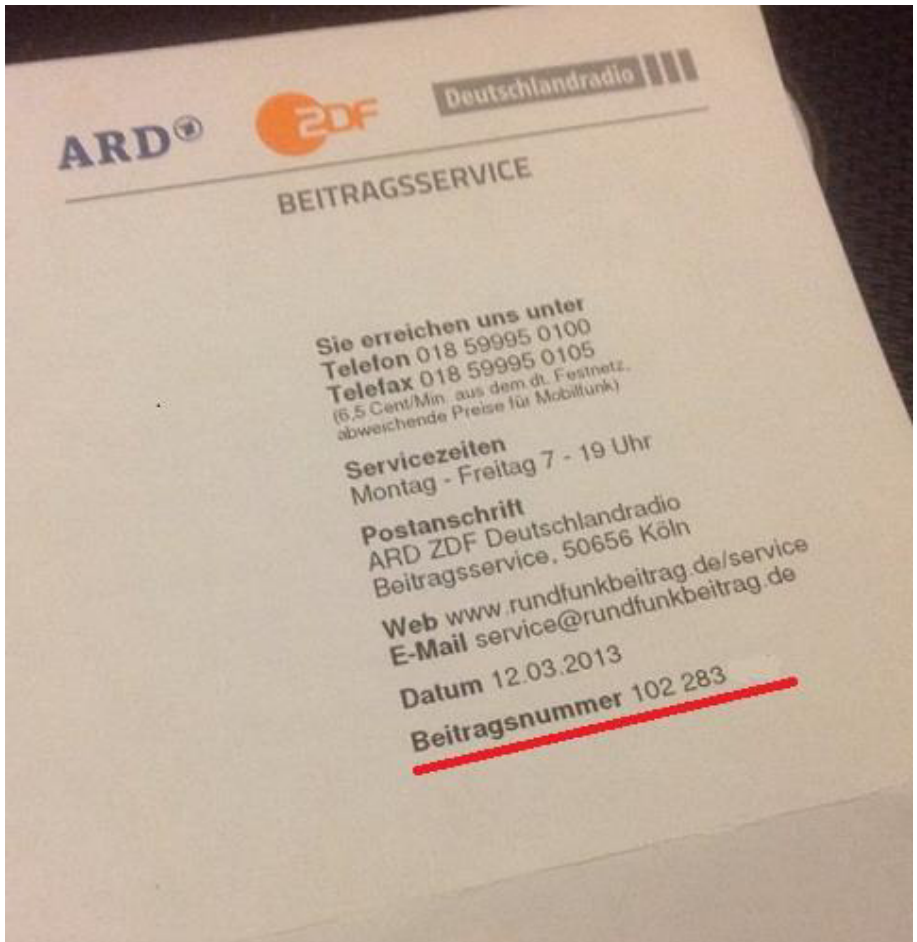 ARD ZDF Deutschlandradio
BEITRAGSSERVICE
Sie erreichen uns unter
Telefon 018 59995 0100
Telefax 018 59995 0105
(6,5 Cent/Min. aus dem dt. Festnetz,
abweichende Preise für Mobilfunk)
Servicezeiten
Montag - Freitag 7 - 19 Uhr
Postanschrift
ARD ZDF Deutschlandradio
Beitragsservice, 50656 Köln
Web www.rundfunkbeitrag.de/service
E-Mail service@rundfunkbeitrag.de
Datum 12.03.2013
Beitragsnummer 102 283